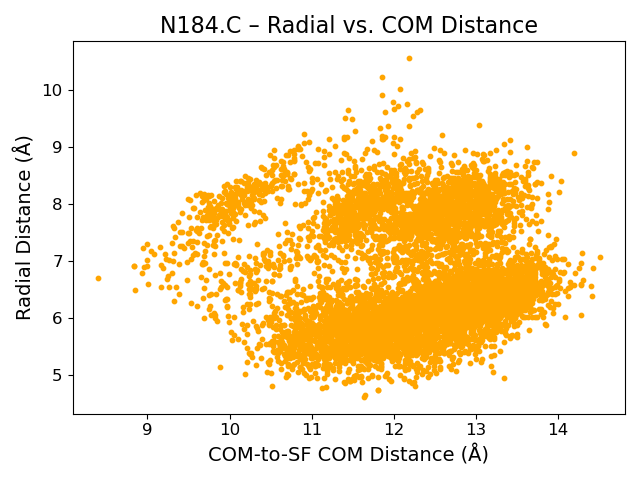 N184.C – Radial vs. COM Distance
Radial Distance (Å)
10
9
8
7
6
5
9 10 11 12 13 14
COM-to-SF COM Distance (Å)